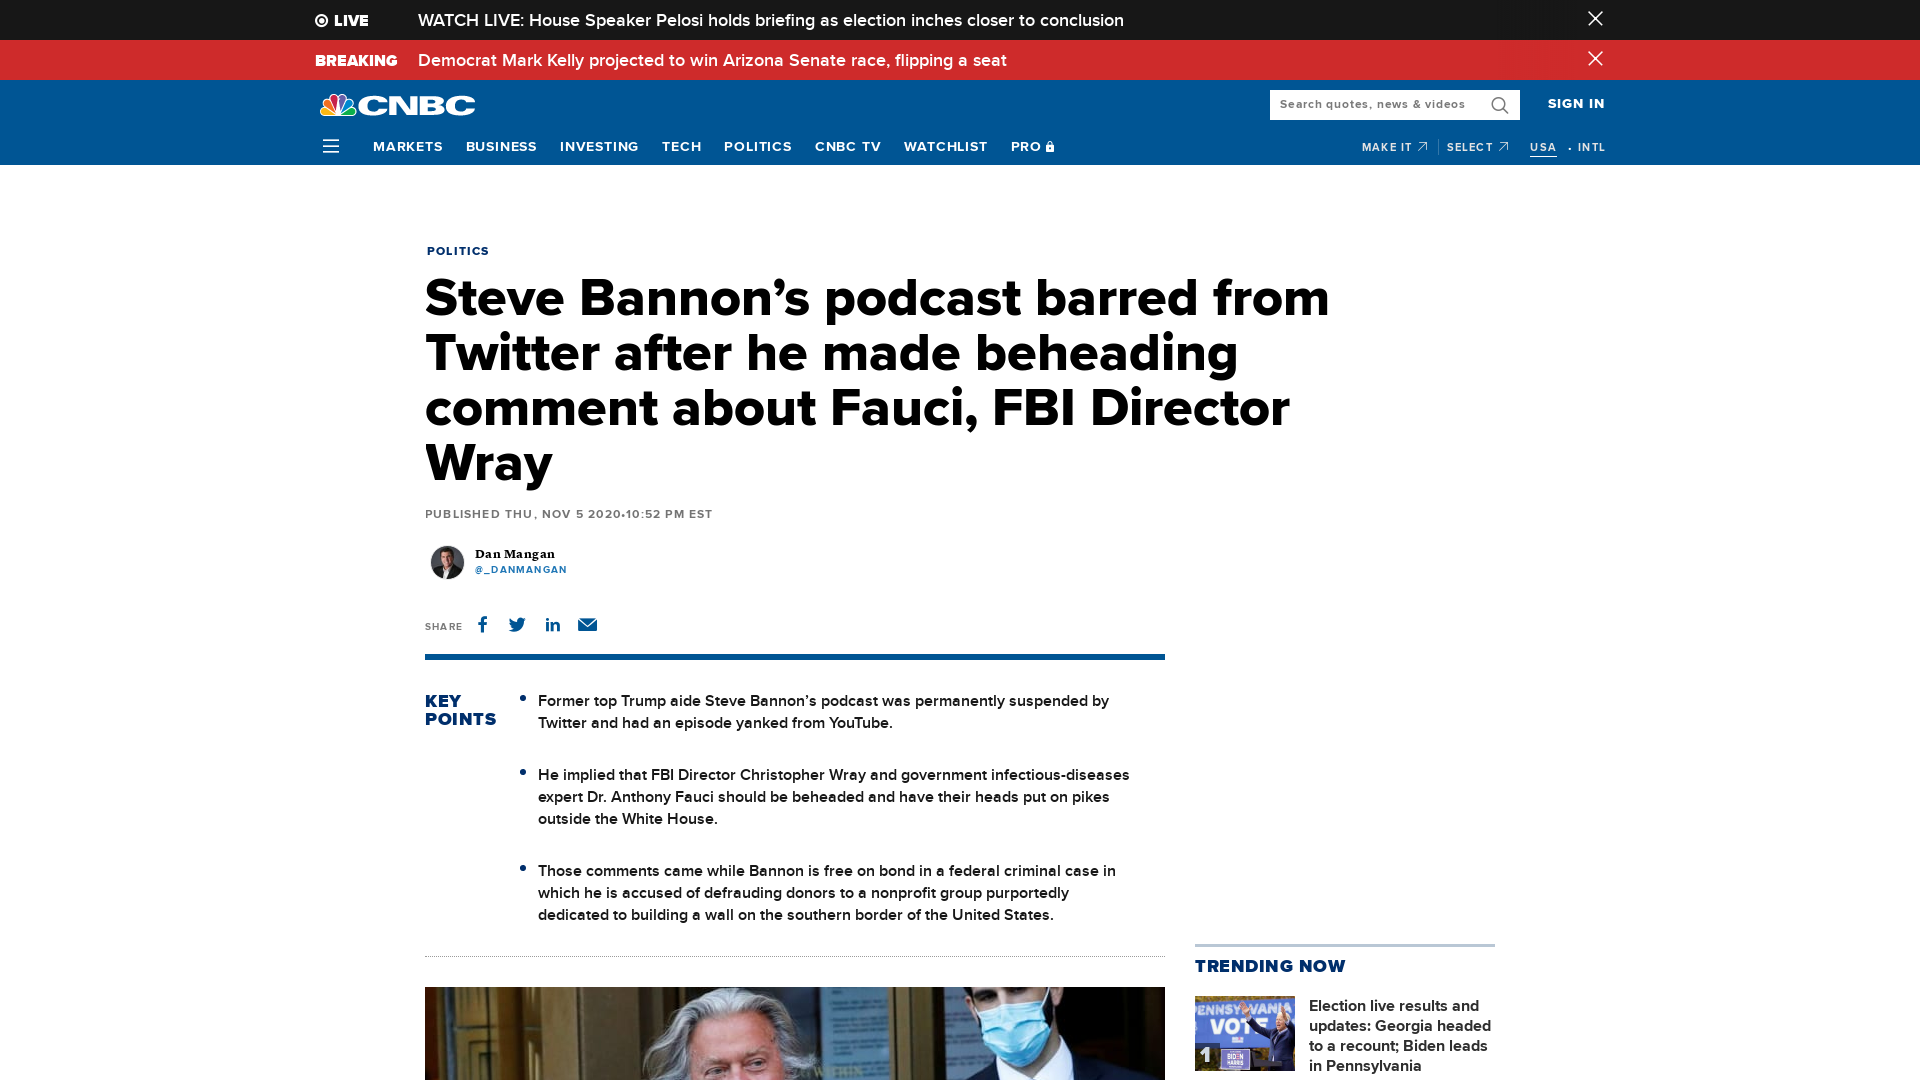 LIVE
WATCH LIVE: House Speaker Pelosi holds briefing as election inches closer to conclusion
BREAKING
Democrat Mark Kelly projected to win Arizona Senate race, flipping a seat
CNBC
Search quotes, news & videos
SIGN IN
MARKETS BUSINESS INVESTING TECH POLITICS CNBC TV WATCHLIST PRO
MAKE IT SELECT USA • INTL
POLITICS
Steve Bannon’s podcast barred from
Twitter after he made beheading
comment about Fauci, FBI Director
Wray
PUBLISHED THU, NOV 5 2020•10:52 PM EST
Dan Mangan
@_DANMANGAN
SHARE
KEY
POINTS
Former top Trump aide Steve Bannon’s podcast was permanently suspended by
Twitter and had an episode yanked from YouTube.
He implied that FBI Director Christopher Wray and government infectious-diseases
expert Dr. Anthony Fauci should be beheaded and have their heads put on pikes
outside the White House.
Those comments came while Bannon is free on bond in a federal criminal case in
which he is accused of defrauding donors to a nonprofit group purportedly
dedicated to building a wall on the southern border of the United States.
TRENDING NOW
PENNSYLVANIA
VOTE
BIDEN
HARRIS
1
Election live results and
updates: Georgia headed
to a recount; Biden leads
in Pennsylvania